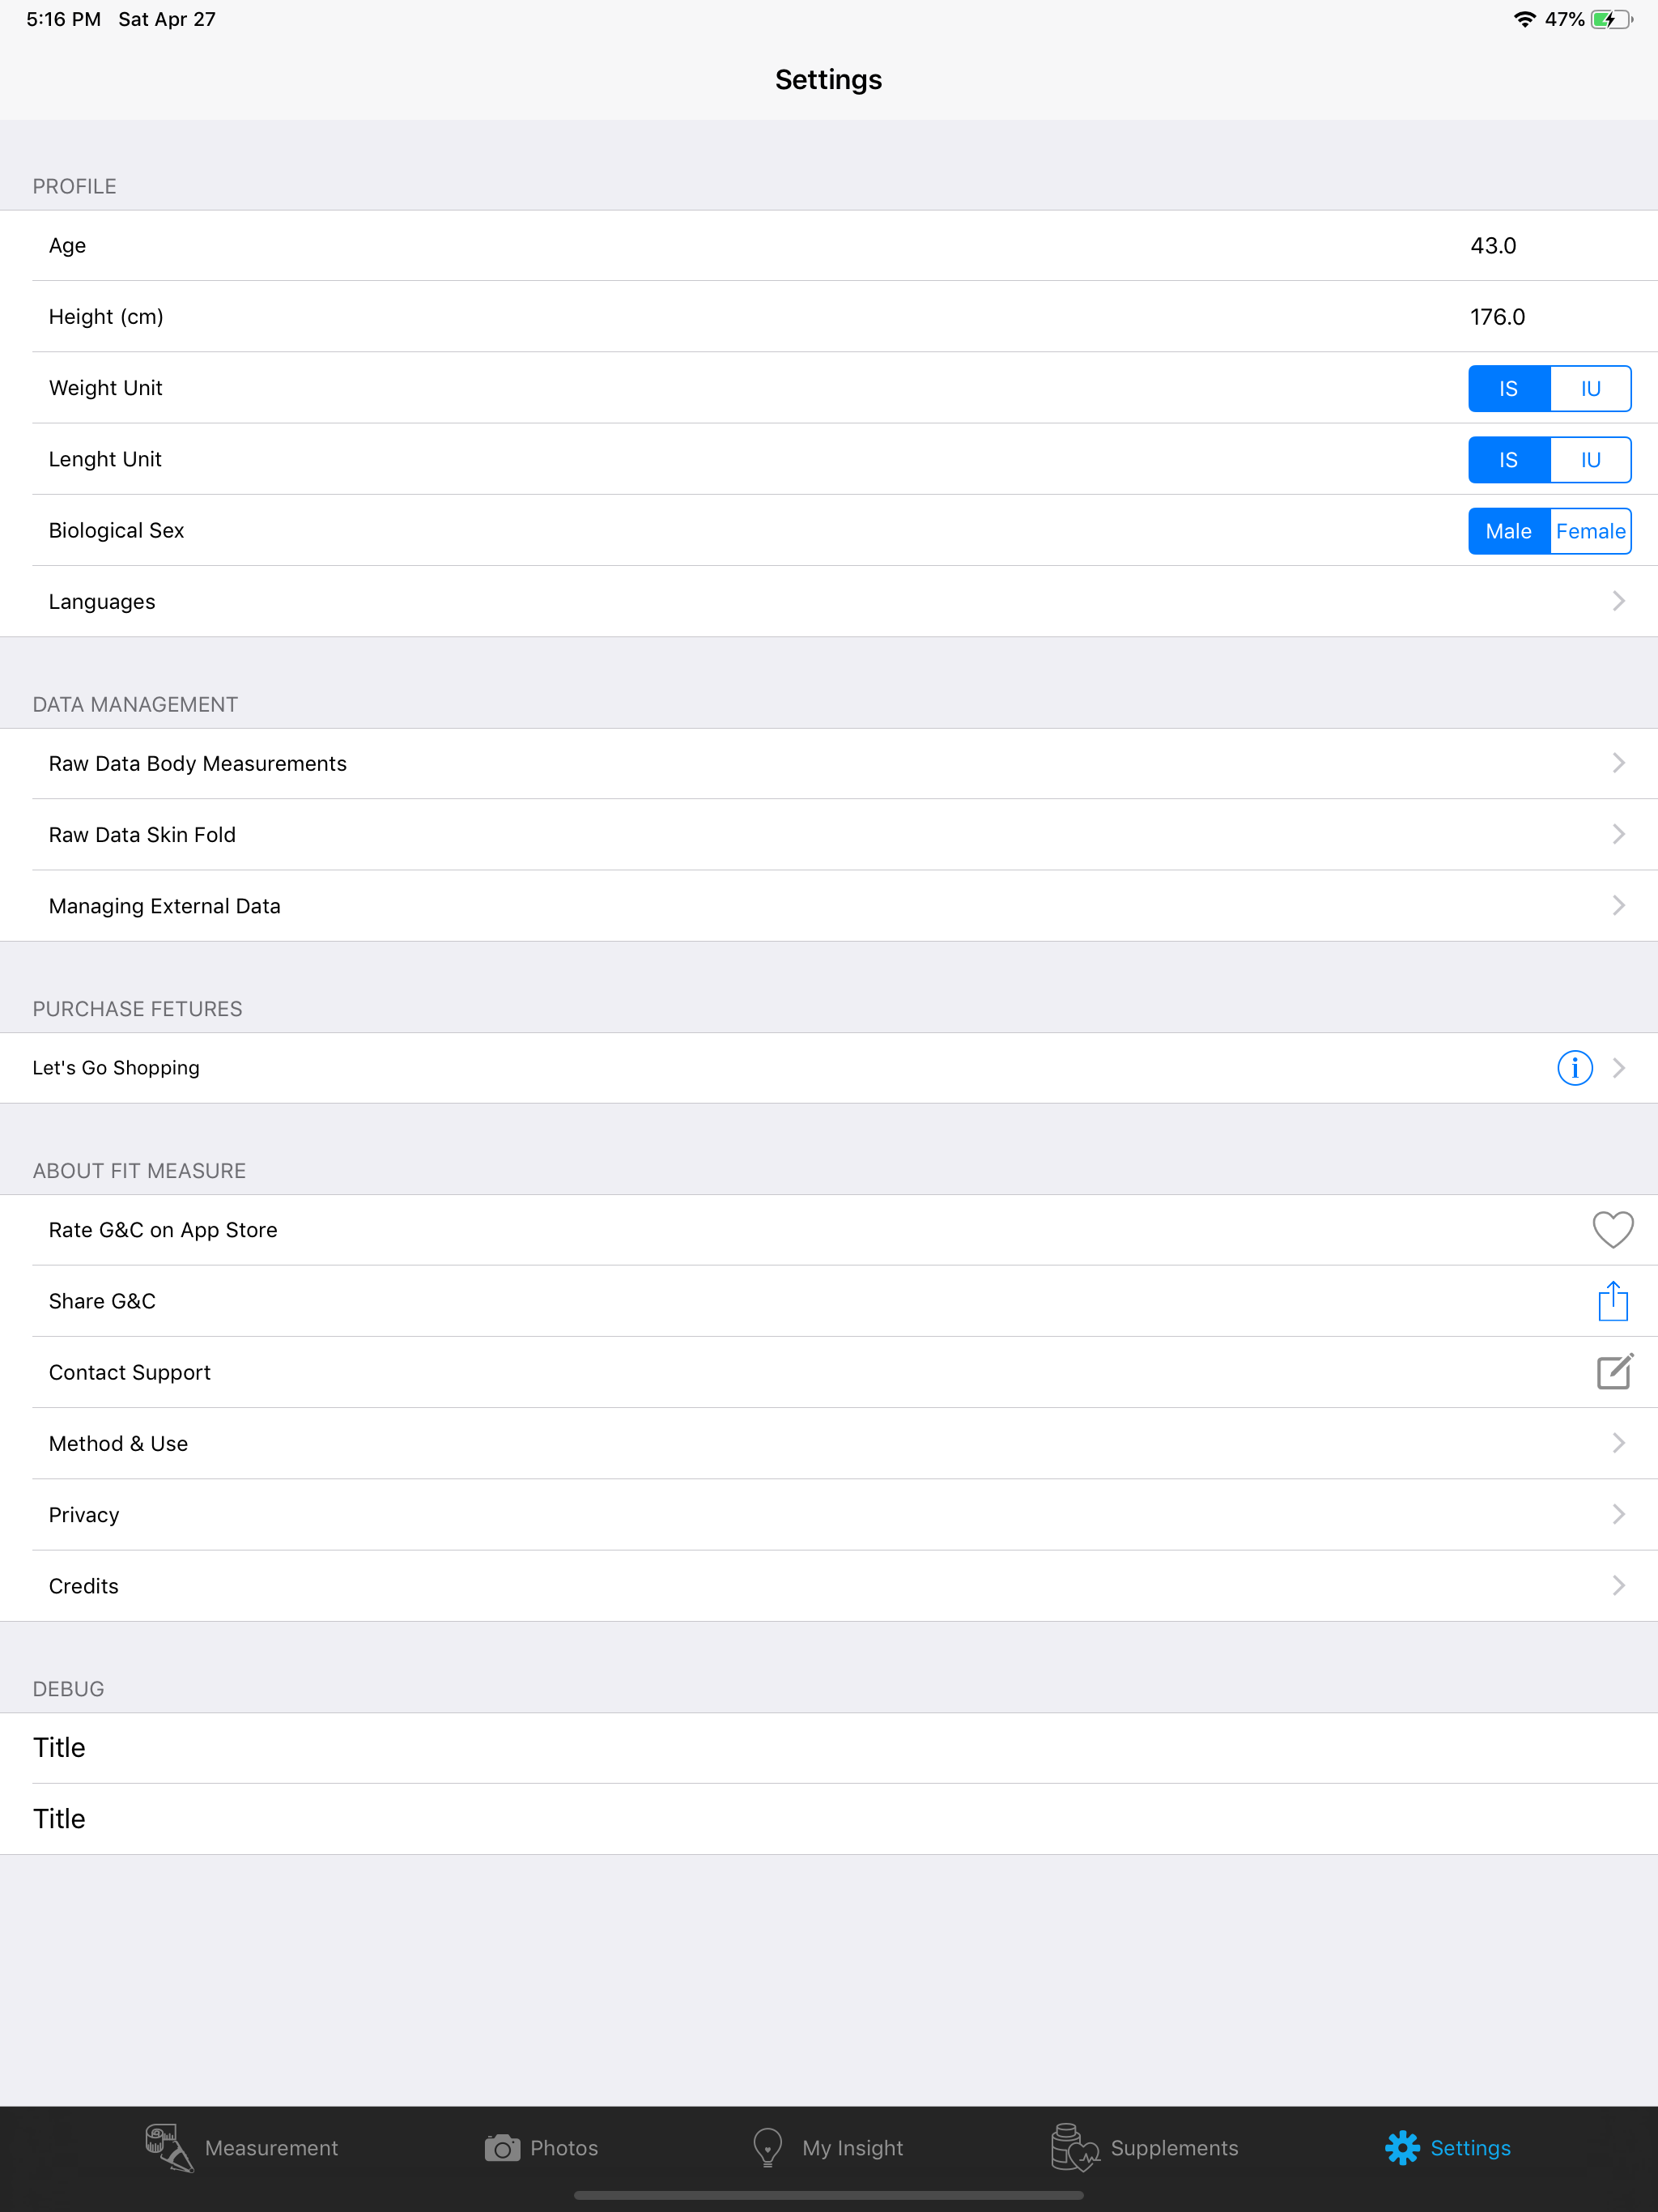 5:16 PM Sat Apr 27 47%
Settings
PROFILE
Age 43.0
Height (cm) 176.0
Weight Unit IS IU
Lenght Unit IS IU
Biological Sex Male Female
Languages
DATA MANAGEMENT
Raw Data Body Measurements
Raw Data Skin Fold
Managing External Data
PURCHASE FETURES
Let's Go Shopping
ABOUT FIT MEASURE
Rate G&C on App Store
Share G&C
Contact Support
Method & Use
Privacy
Credits
DEBUG
Title
Title
Measurement Photos My Insight Supplements Settings